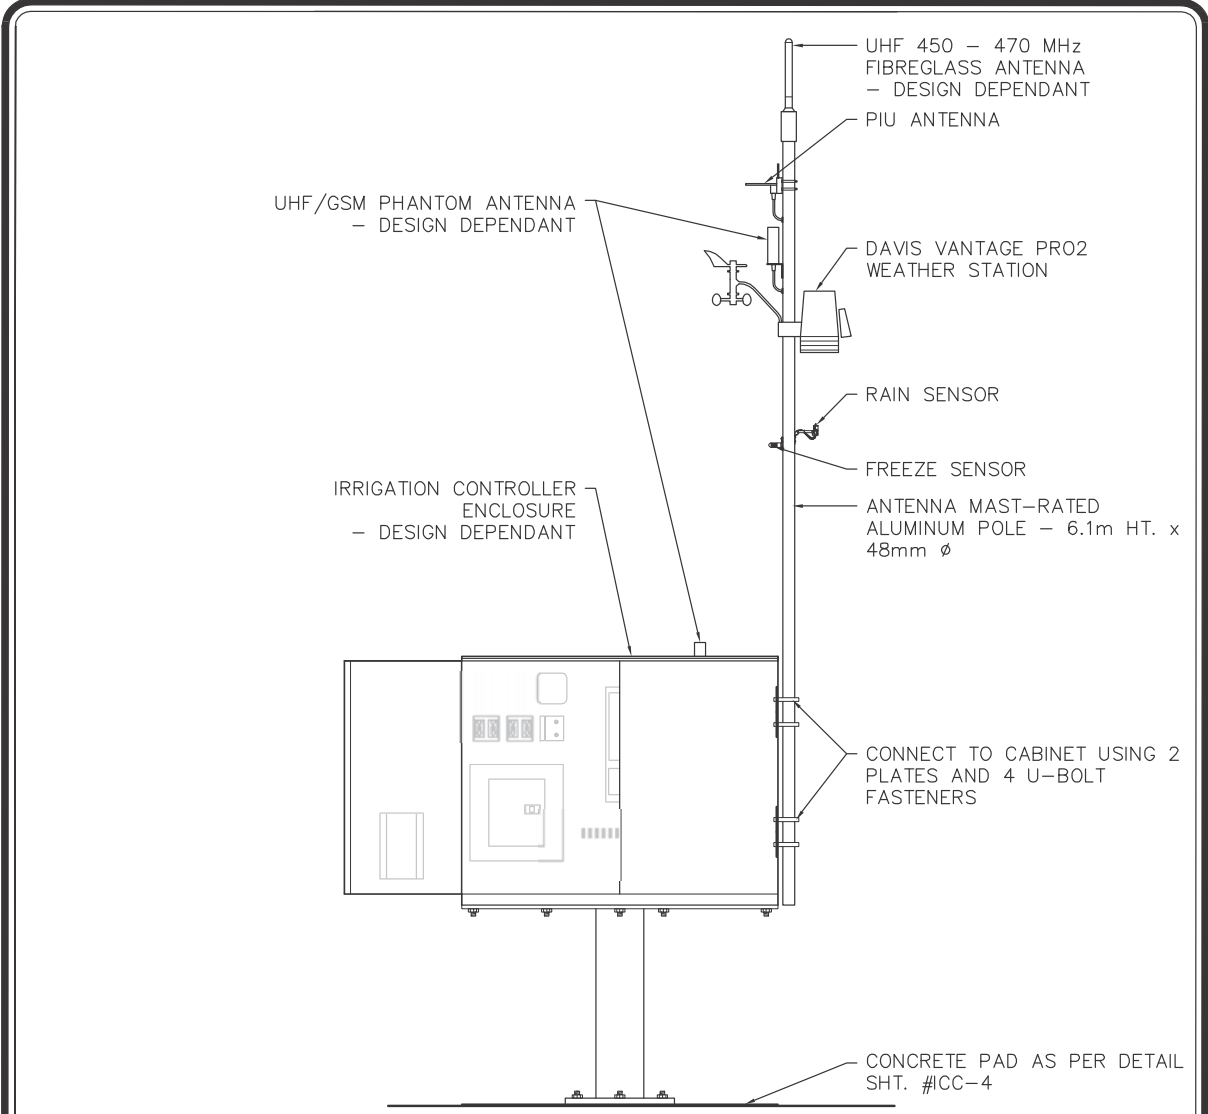 UHF 450 – 470 MHz
FIBREGLASS ANTENNA
– DESIGN DEPENDANT
PIU ANTENNA
UHF/GSM PHANTOM ANTENNA
– DESIGN DEPENDANT
DAVIS VANTAGE PRO2
WEATHER STATION
RAIN SENSOR
FREEZE SENSOR
IRRIGATION CONTROLLER
ENCLOSURE
– DESIGN DEPENDANT
ANTENNA MAST–RATED
ALUMINUM POLE – 6.1m HT. x
48mm ø
CONNECT TO CABINET USING 2
PLATES AND 4 U–BOLT
FASTENERS
CONCRETE PAD AS PER DETAIL
SHT. #ICC–4